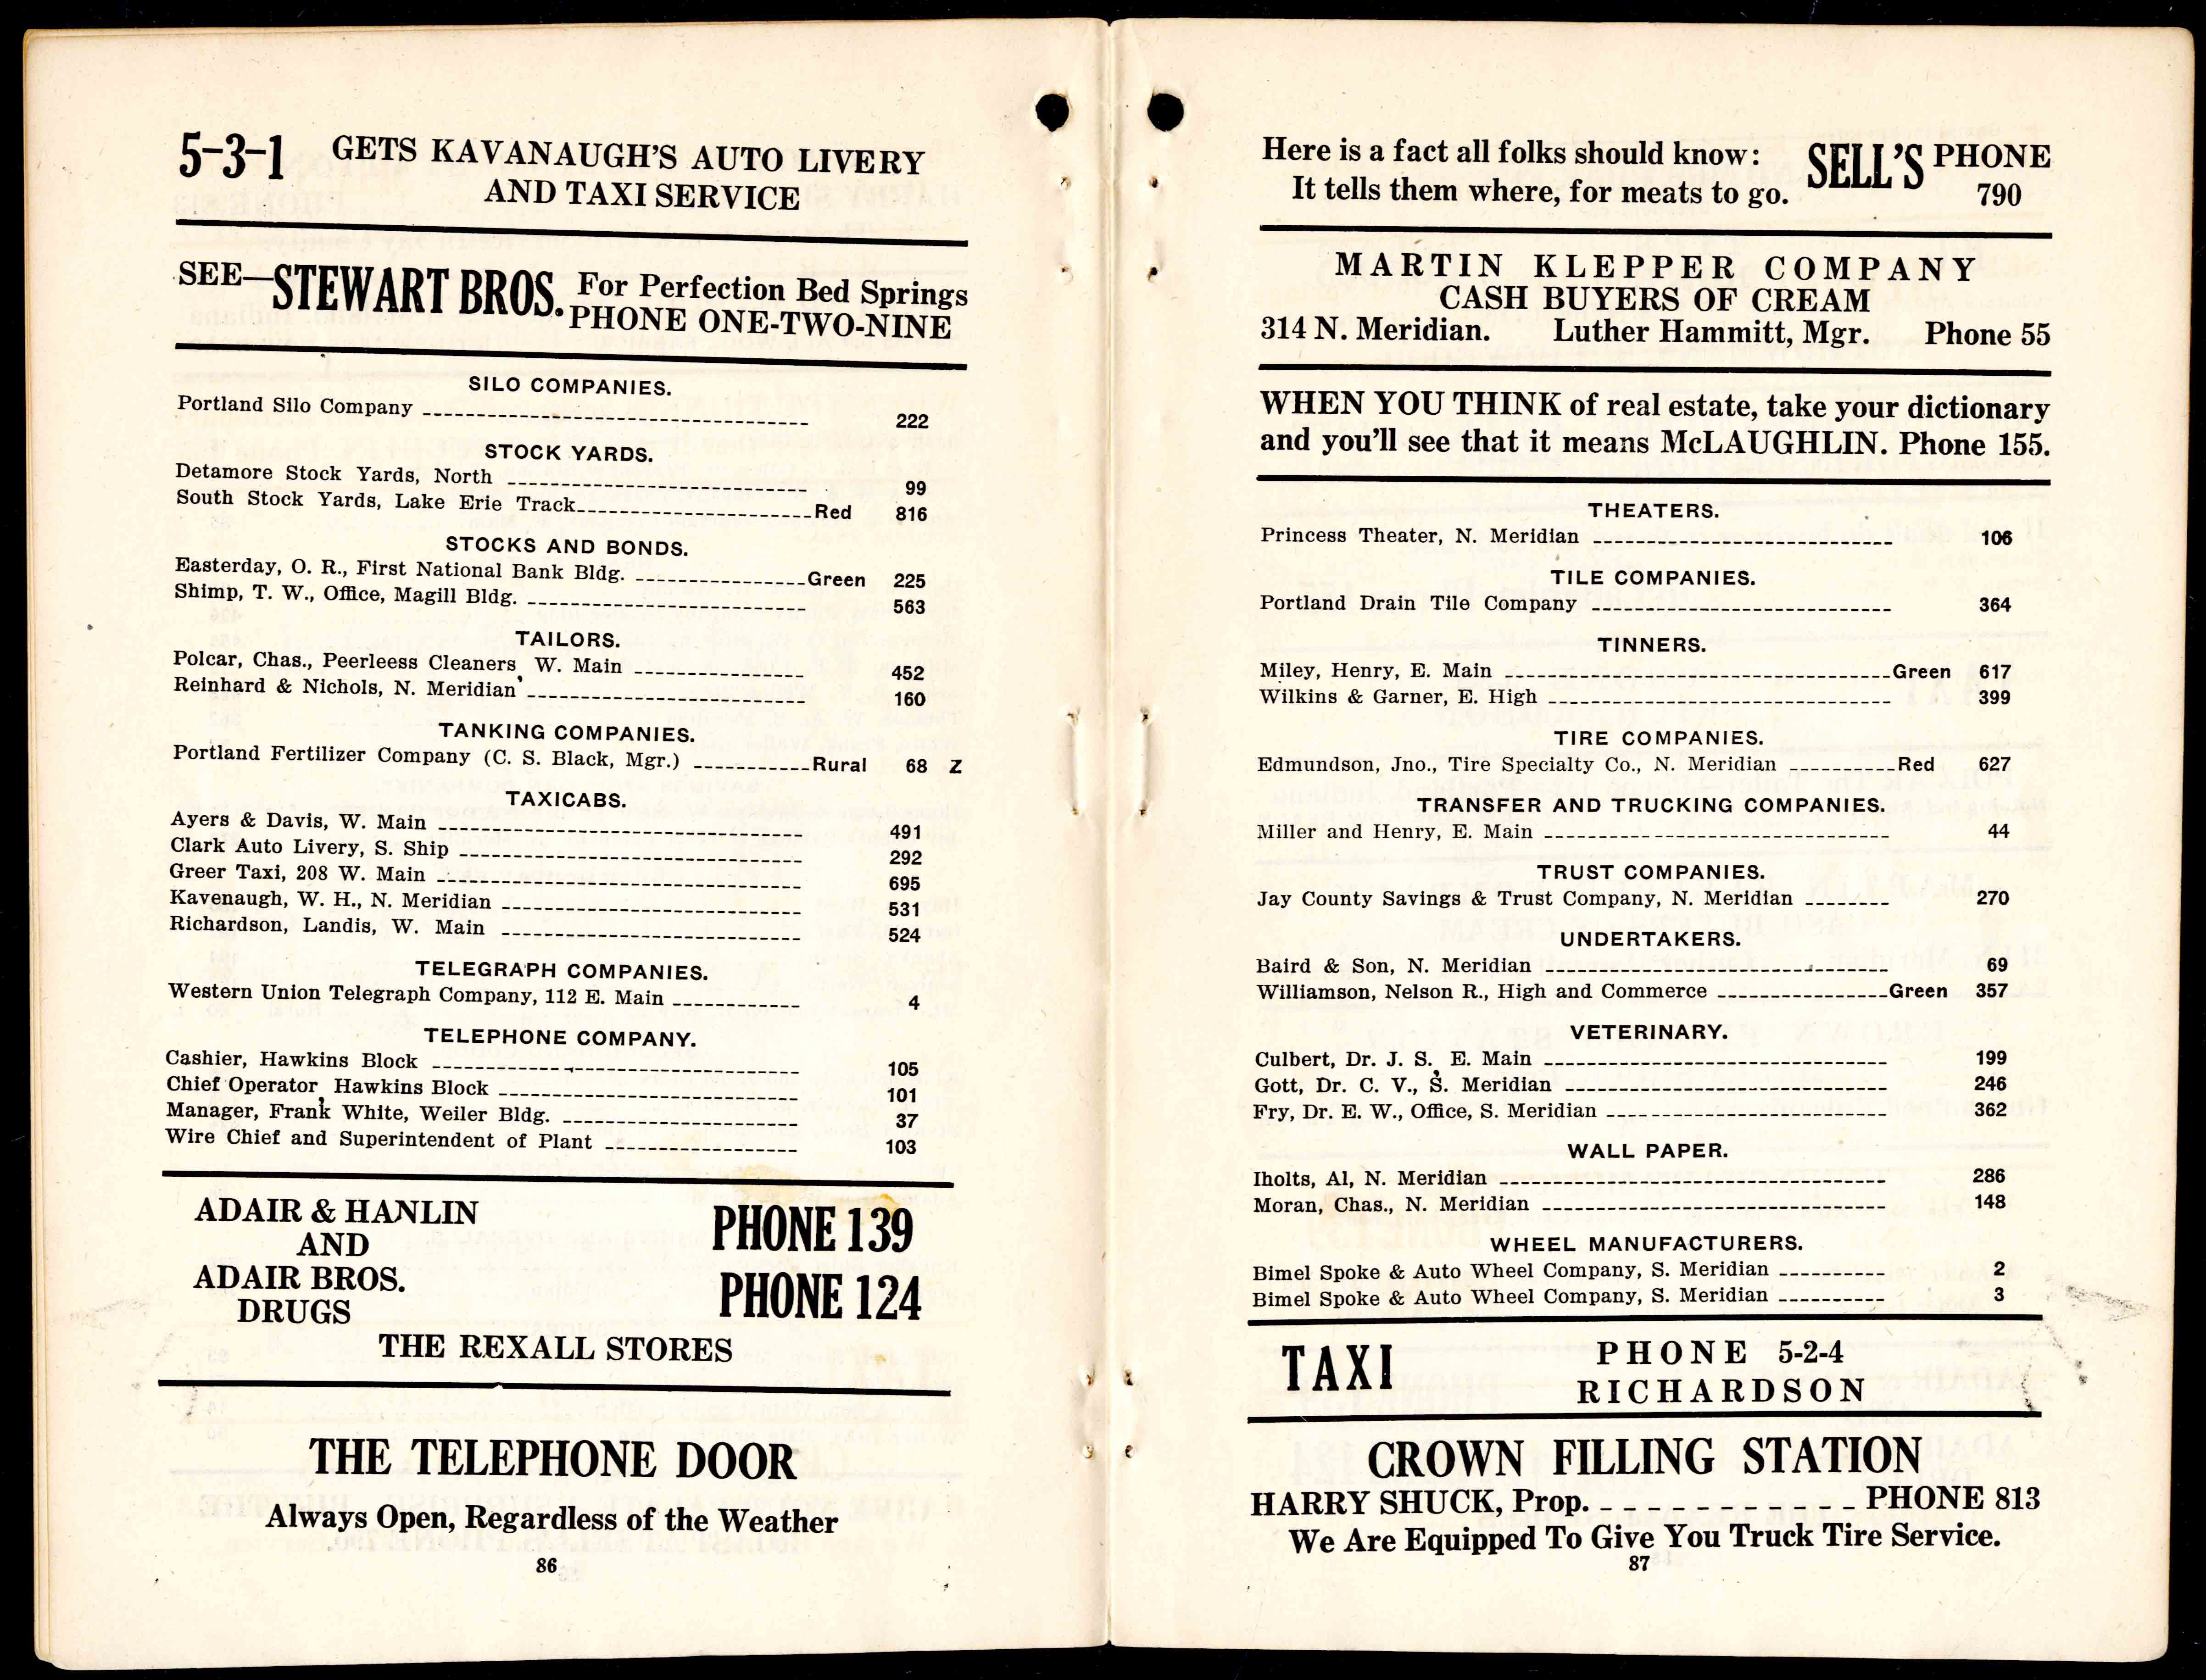 5-3-1 GETS KAVANAUGH'S AUTO LIVERY
AND TAXI SERVICE
SEE—STEWART BROS. For Perfection Bed Springs
PHONE ONE-TWO-NINE
SILO COMPANIES.
Portland Silo Company 222
STOCK YARDS.
Detamore Stock Yards, North 99
South Stock Yards, Lake Erie Track Red 816
STOCKS AND BONDS.
Easterday, O. R., First National Bank Bldg. Green 225
Shimp, T. W., Office, Magill Bldg. 563
TAILORS.
Polcar, Chas., Peerleess Cleaners, W. Main 452
Reinhard & Nichols, N. Meridian 160
TANKING COMPANIES.
Portland Fertilizer Company (C. S. Black, Mgr.) Rural 68 Z
TAXICABS.
Ayers & Davis, W. Main 491
Clark Auto Livery, S. Ship 292
Greer Taxi, 208 W. Main 695
Kavenaugh, W. H., N. Meridian 531
Richardson, Landis, W. Main 524
TELEGRAPH COMPANIES.
Western Union Telegraph Company, 112 E. Main 4
TELEPHONE COMPANY.
Cashier, Hawkins Block 105
Chief Operator, Hawkins Block 101
Manager, Frank White, Weiler Bldg. 37
Wire Chief and Superintendent of Plant 103
ADAIR & HANLIN PHONE 139
AND
ADAIR BROS. PHONE 124
DRUGS
THE REXALL STORES
THE TELEPHONE DOOR
Always Open, Regardless of the Weather
86
Here is a fact all folks should know: SELL'S PHONE
It tells them where, for meats to go. 790
MARTIN KLEPPER COMPANY
CASH BUYERS OF CREAM
314 N. Meridian. Luther Hammitt, Mgr. Phone 55
WHEN YOU THINK of real estate, take your dictionary
and you'll see that it means McLAUGHLIN. Phone 155.
THEATERS.
Princess Theater, N. Meridian 106
TILE COMPANIES.
Portland Drain Tile Company 364
TINNERS.
Miley, Henry, E. Main Green 617
Wilkins & Garner, E. High 399
TIRE COMPANIES.
Edmundson, Jno., Tire Specialty Co., N. Meridian Red 627
TRANSFER AND TRUCKING COMPANIES.
Miller and Henry, E. Main 44
TRUST COMPANIES.
Jay County Savings & Trust Company, N. Meridian 270
UNDERTAKERS.
Baird & Son, N. Meridian 69
Williamson, Nelson R., High and Commerce Green 357
VETERINARY.
Culbert, Dr. J. S., E. Main 199
Gott, Dr. C. V., S. Meridian 246
Fry, Dr. E. W., Office, S. Meridian 362
WALL PAPER.
Iholts, Al, N. Meridian 286
Moran, Chas., N. Meridian 148
WHEEL MANUFACTURERS.
Bimel Spoke & Auto Wheel Company, S. Meridian 2
Bimel Spoke & Auto Wheel Company, S. Meridian 3
TAXI PHONE 5-2-4
RICHARDSON
CROWN FILLING STATION
HARRY SHUCK, Prop. PHONE 813
We Are Equipped To Give You Truck Tire Service.
87